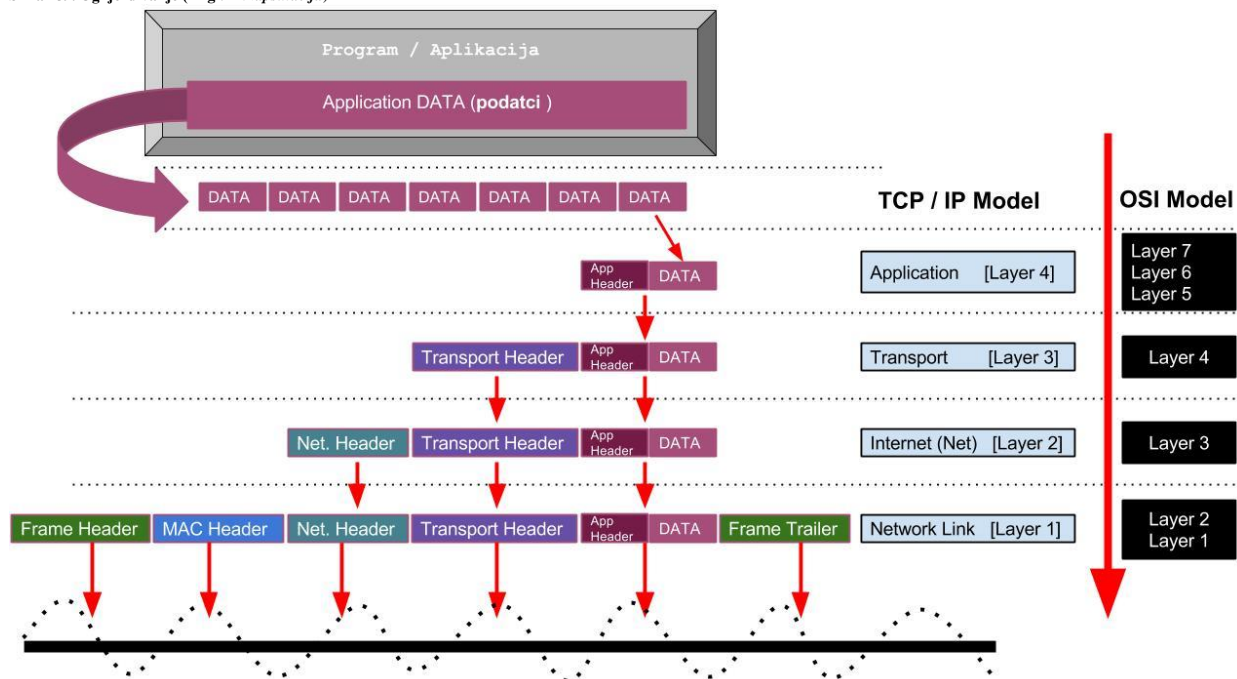 Program / Aplikacija
Application DATA (podatci )
DATA DATA DATA DATA DATA DATA DATA
TCP / IP Model
OSI Model
App Header DATA
Application [Layer 4]
Layer 7
Layer 6
Layer 5
Transport Header App Header DATA
Transport [Layer 3]
Layer 4
Net. Header Transport Header App Header DATA
Internet (Net) [Layer 2]
Layer 3
Frame Header MAC Header Net. Header Transport Header App Header DATA Frame Trailer
Network Link [Layer 1]
Layer 2
Layer 1